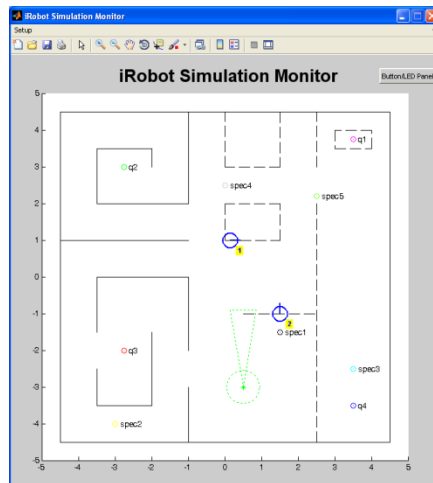 iRobot Simulation Monitor
Setup
iRobot Simulation Monitor
Button/LED Panel
5
4
q1
3
q2
spec4
spec5
2
1
1
0
2
-1
spec1
-2
q3
spec3
-3
q4
-4
spec2
-5
-5
-4
-3
-2
-1
0
1
2
3
4
5